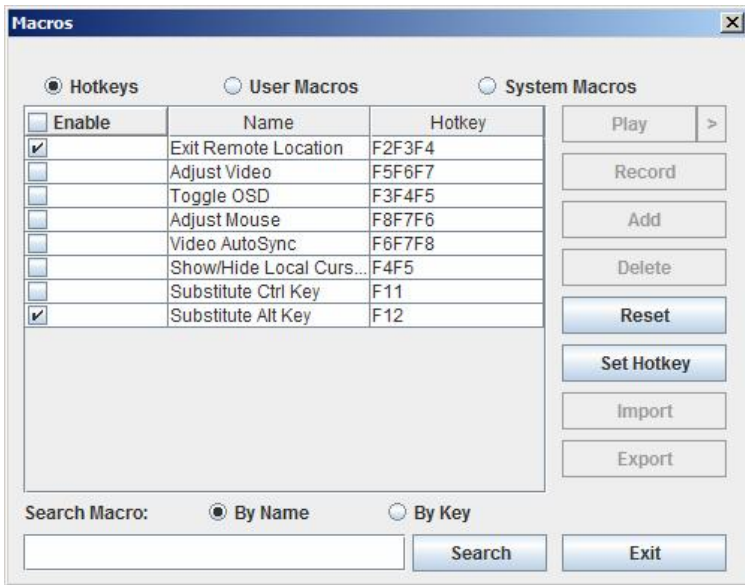 Macros
Hotkeys User Macros System Macros
Enable Name Hotkey Play >
Exit Remote Location F2F3F4
Adjust Video F5F6F7 Record
Toggle OSD F3F4F5
Adjust Mouse F8F7F6 Add
Video AutoSync F6F7F8
Show/Hide Local Curs... F4F5 Delete
Substitute Ctrl Key F11
Substitute Alt Key F12 Reset
Set Hotkey
Import
Export
Search Macro: By Name By Key
Search Exit